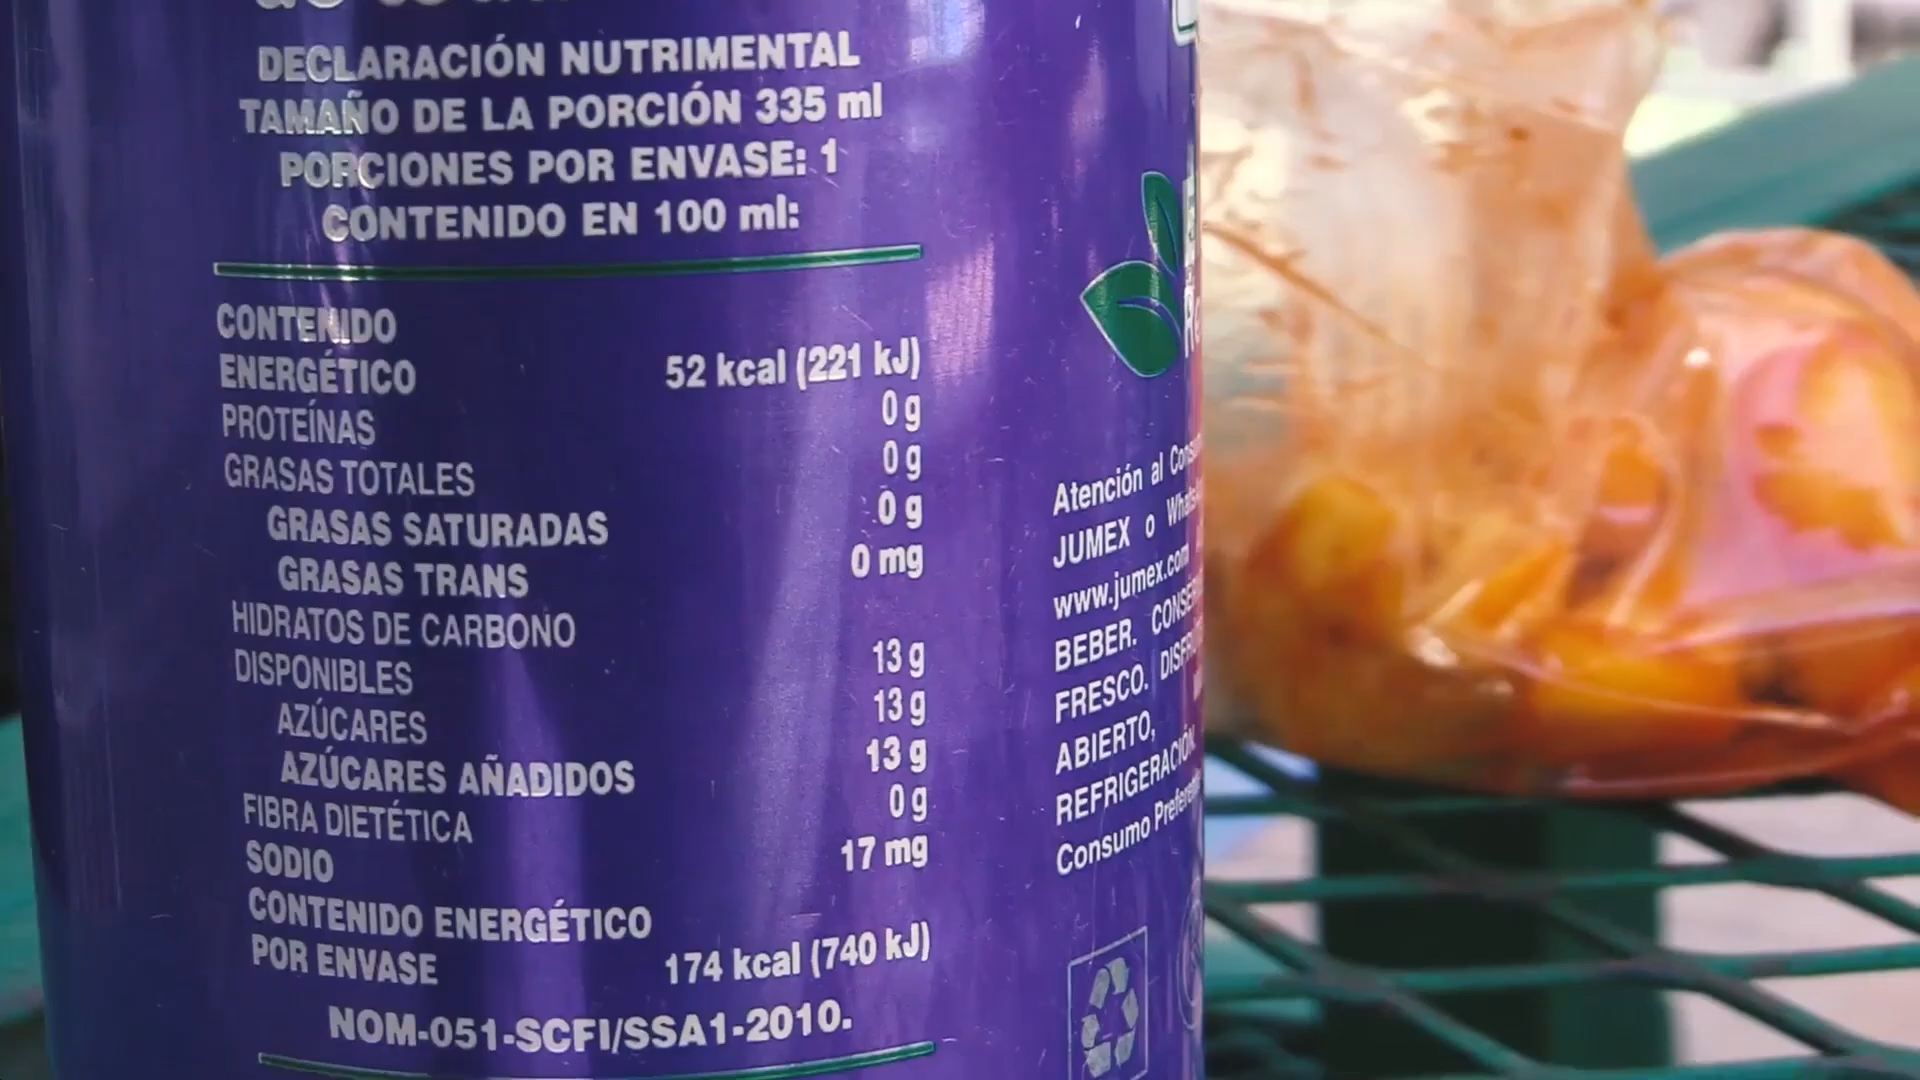 DECLARACIÓN NUTRIMENTAL
TAMAÑO DE LA PORCIÓN 335 ml
PORCIONES POR ENVASE: 1
CONTENIDO EN 100 ml:
CONTENIDO
ENERGÉTICO 52 kcal (221 kJ)
PROTEÍNAS 0 g
GRASAS TOTALES 0 g
GRASAS SATURADAS 0 g
GRASAS TRANS 0 mg
HIDRATOS DE CARBONO
DISPONIBLES 13 g
AZÚCARES 13 g
AZÚCARES AÑADIDOS 13 g
FIBRA DIETÉTICA 0 g
SODIO 17 mg
CONTENIDO ENERGÉTICO
POR ENVASE 174 kcal (740 kJ)
NOM-051-SCFI/SSA1-2010.
Atención al
JUMEX o
www.jumex.com
BEBER.
FRESCO.
ABIERTO,
REFRIGERACIÓN.
Consumo